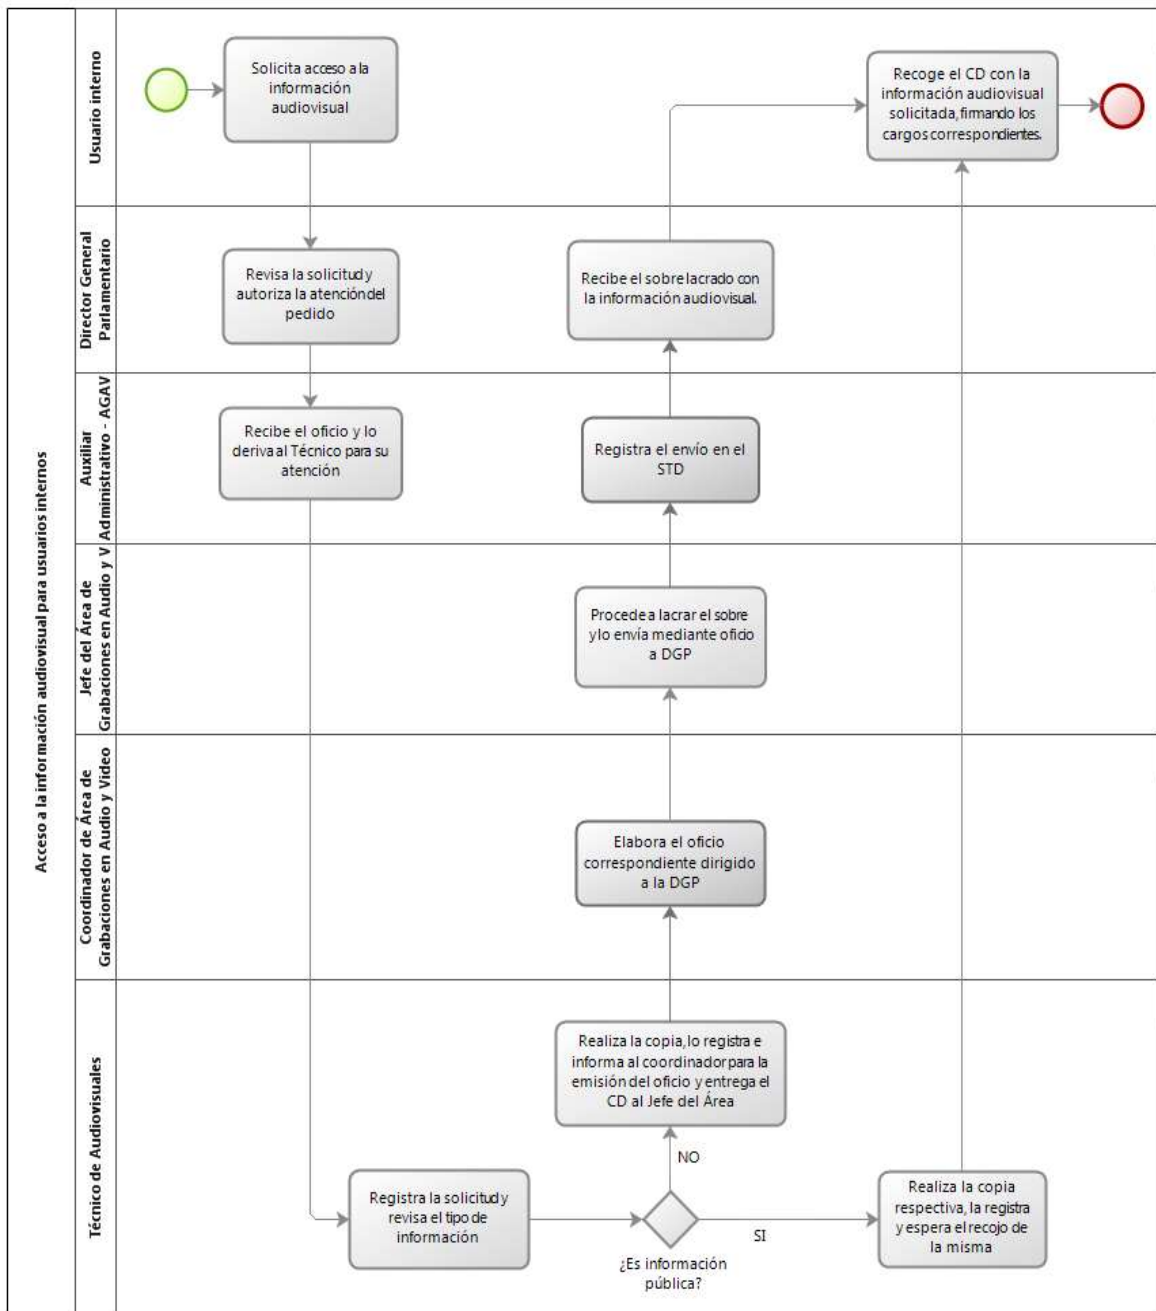 Acceso a la información audiovisual para usuarios internos
Usuario interno
Solicita acceso a la
información
audiovisual
Recoge el CD con la
información audiovisual
solicitada, firmando los
cargos correspondientes.
Director General
Parlamentario
Revisa la solicitud y
autoriza la atención del
pedido
Recibe el sobre lacrado con
la información audiovisual.
Auxiliar
Administrativo - AGAV
Recibe el oficio y lo
deriva al Técnico para su
atención
Registra el envío en el
STD
Jefe del Área de
Grabaciones en Audio y V
Procede a lacrar el sobre
y lo envía mediante oficio
a DGP
Coordinador de Área de
Grabaciones en Audio y Video
Elabora el oficio
correspondiente dirigido
a la DGP
Técnico de Audiovisuales
Realiza la copia, lo registra e
informa al coordinador para la
emisión del oficio y entrega el
CD al Jefe del Área
NO
Registra la solicitud y
revisa el tipo de
información
¿Es información
pública?
SI
Realiza la copia
respectiva, la registra
y espera el recojo de
la misma